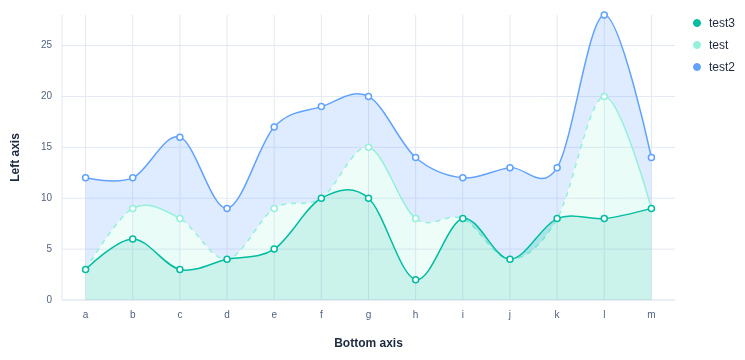 test3
test
test2
Left axis
25
20
15
10
5
0
a b c d e f g h i j k l m
Bottom axis